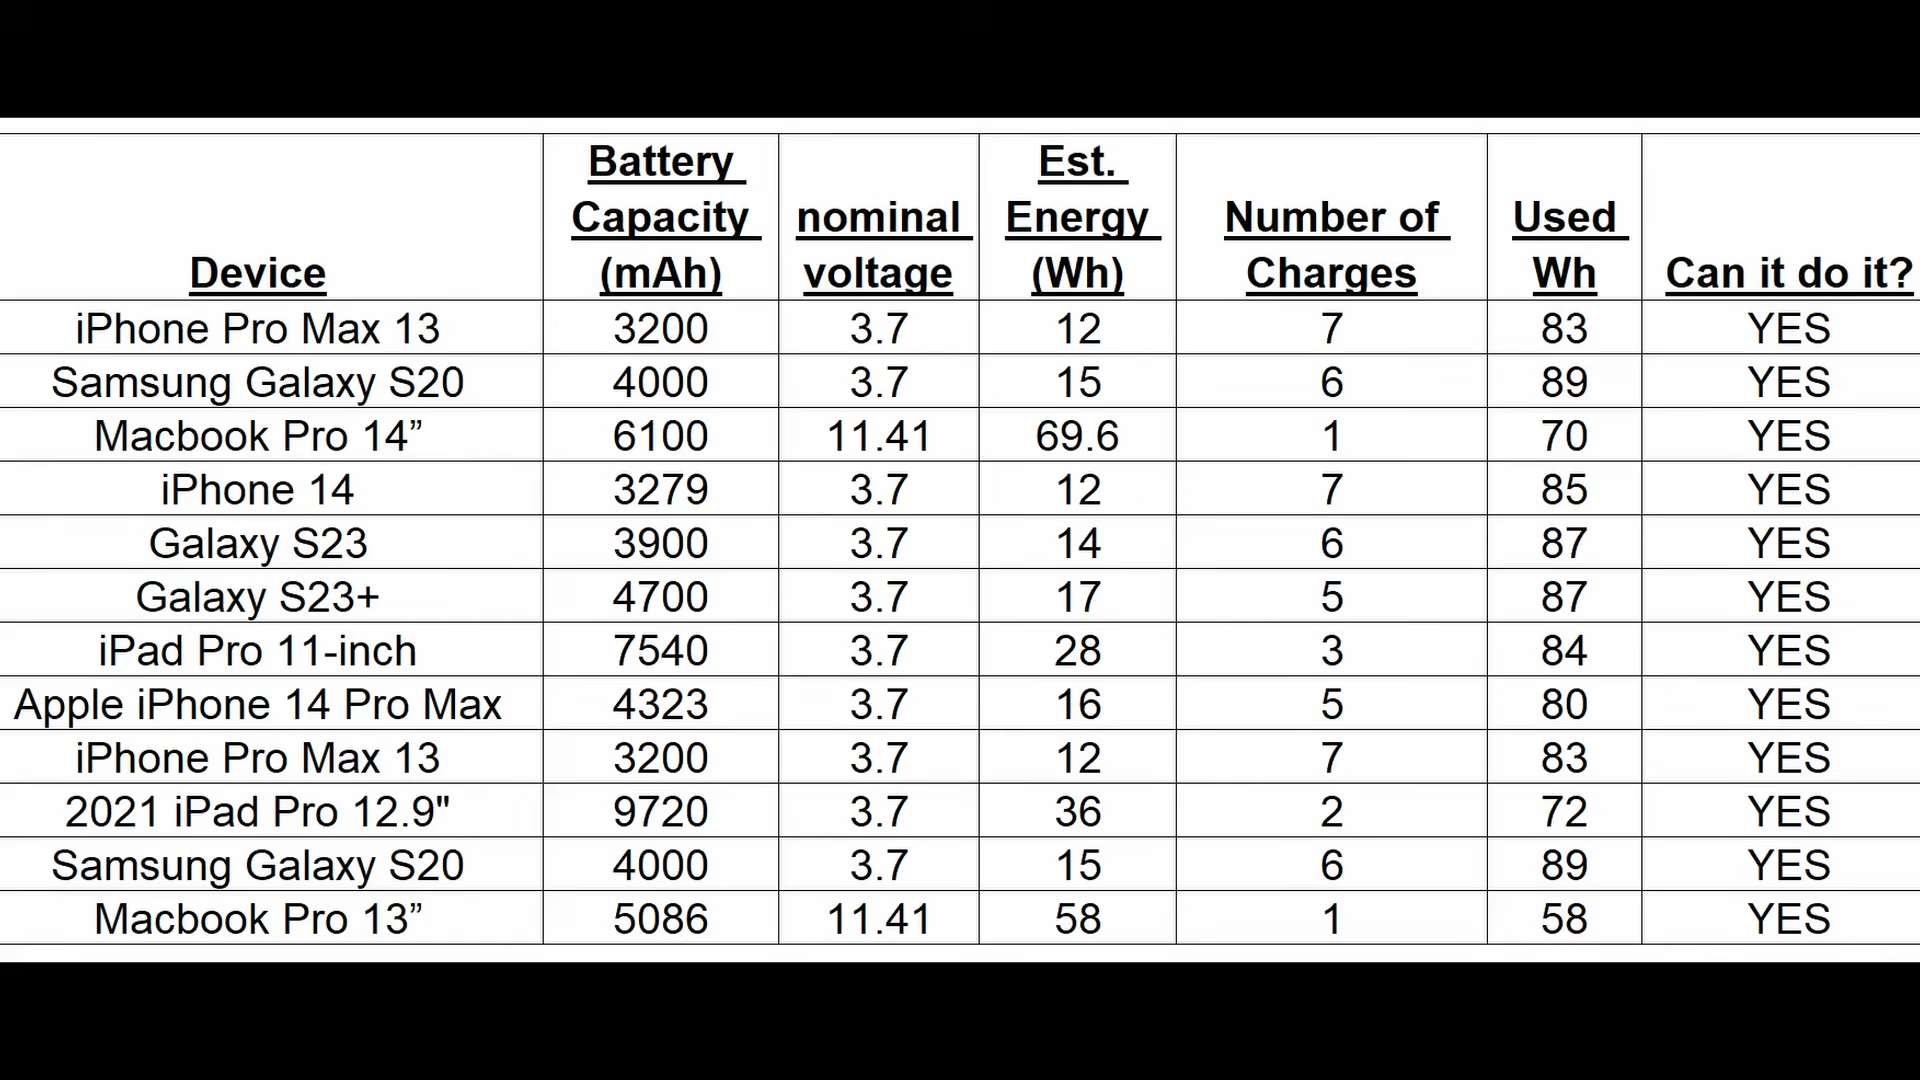 Device Battery Capacity (mAh) nominal voltage Est. Energy (Wh) Number of Charges Used Wh Can it do it?
iPhone Pro Max 13 3200 3.7 12 7 83 YES
Samsung Galaxy S20 4000 3.7 15 6 89 YES
Macbook Pro 14” 6100 11.41 69.6 1 70 YES
iPhone 14 3279 3.7 12 7 85 YES
Galaxy S23 3900 3.7 14 6 87 YES
Galaxy S23+ 4700 3.7 17 5 87 YES
iPad Pro 11-inch 7540 3.7 28 3 84 YES
Apple iPhone 14 Pro Max 4323 3.7 16 5 80 YES
iPhone Pro Max 13 3200 3.7 12 7 83 YES
2021 iPad Pro 12.9" 9720 3.7 36 2 72 YES
Samsung Galaxy S20 4000 3.7 15 6 89 YES
Macbook Pro 13” 5086 11.41 58 1 58 YES